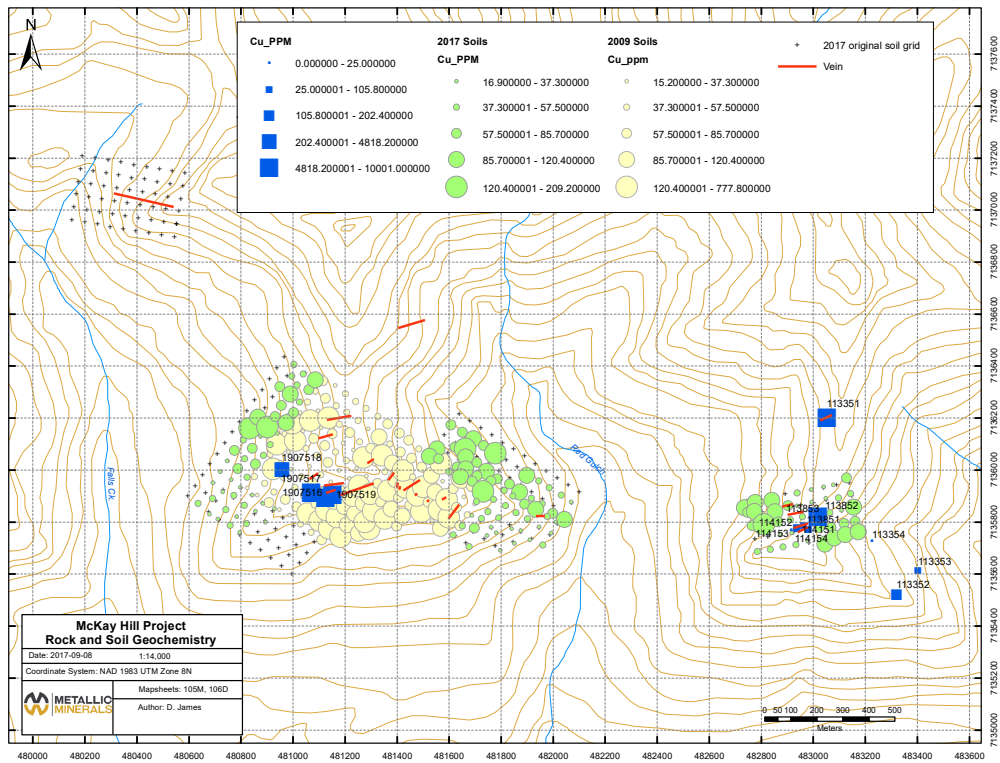 N
Cu_PPM
0.000000 - 25.000000
25.000001 - 105.800000
105.800001 - 202.400000
202.400001 - 4818.200000
4818.200001 - 10001.000000
2017 Soils
Cu_PPM
16.900000 - 37.300000
37.300001 - 57.500000
57.500001 - 85.700000
85.700001 - 120.400000
120.400001 - 209.200000
2009 Soils
Cu_ppm
15.200000 - 37.300000
37.300001 - 57.500000
57.500001 - 85.700000
85.700001 - 120.400000
120.400001 - 777.800000
2017 original soil grid
Vein
7137600
7137400
7137200
7137000
7136800
7136600
7136400
7136200
7136000
7135800
7135600
7135400
7135200
7135000
113351
1907518
1907517
1907516
1907519
Red Gulch
Falls Ck.
113853
113852
114152
113851
114153
114151
114154
113354
113353
113352
McKay Hill Project
Rock and Soil Geochemistry
Date: 2017-09-08 1:14,000
Coordinate System: NAD 1983 UTM Zone 8N
METALLIC
MINERALS
Mapsheets: 105M, 106D
Author: D. James
0 50 100 200 300 400 500
Meters
480000 480200 480400 480600 480800 481000 481200 481400 481600 481800 482000 482200 482400 482600 482800 483000 483200 483400 483600